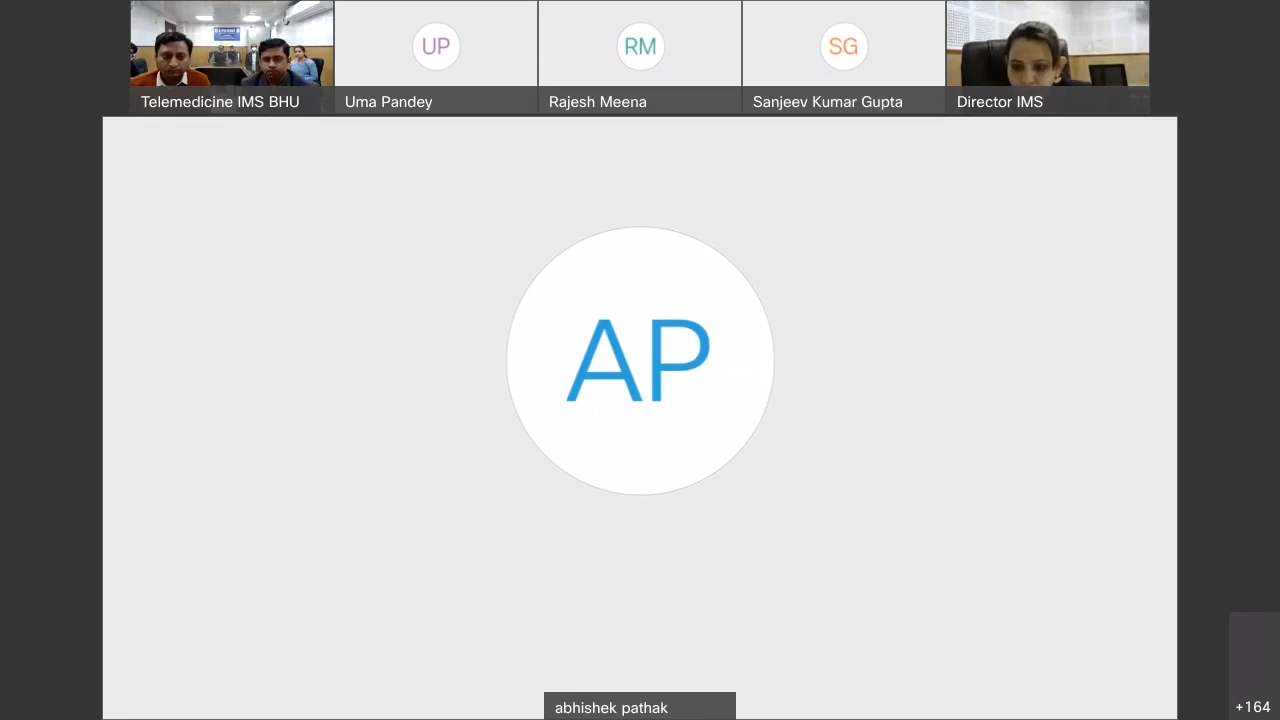 UP
RM
SG
Telemedicine IMS BHU
Uma Pandey
Rajesh Meena
Sanjeev Kumar Gupta
Director IMS
AP
abhishek pathak
+164